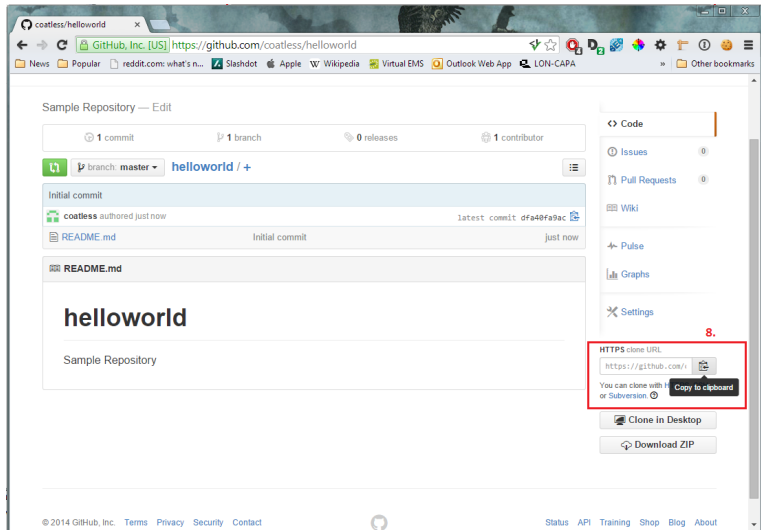 coatless/helloworld
GitHub, Inc. [US] https://github.com/coatless/helloworld
News Popular reddit.com: what's n... Slashdot Apple Wikipedia Virtual EMS Outlook Web App LON-CAPA » Other bookmarks
Sample Repository — Edit
1 commit 1 branch 0 releases 1 contributor
branch: master helloworld / +
Initial commit
coatless authored just now latest commit dfa40fa9ac
README.md Initial commit just now
README.md
helloworld
Sample Repository
Code
Issues 0
Pull Requests 0
Wiki
Pulse
Graphs
Settings
8.
HTTPS clone URL
https://github.com/
You can clone with H
Copy to clipboard
or Subversion.
Clone in Desktop
Download ZIP
© 2014 GitHub, Inc. Terms Privacy Security Contact Status API Training Shop Blog About